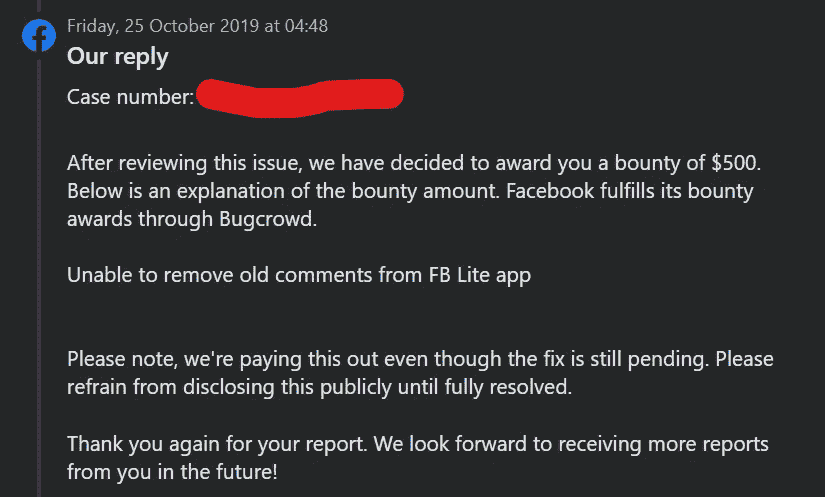 Friday, 25 October 2019 at 04:48
Our reply
Case number:
After reviewing this issue, we have decided to award you a bounty of $500.
Below is an explanation of the bounty amount. Facebook fulfills its bounty
awards through Bugcrowd.
Unable to remove old comments from FB Lite app
Please note, we're paying this out even though the fix is still pending. Please
refrain from disclosing this publicly until fully resolved.
Thank you again for your report. We look forward to receiving more reports
from you in the future!